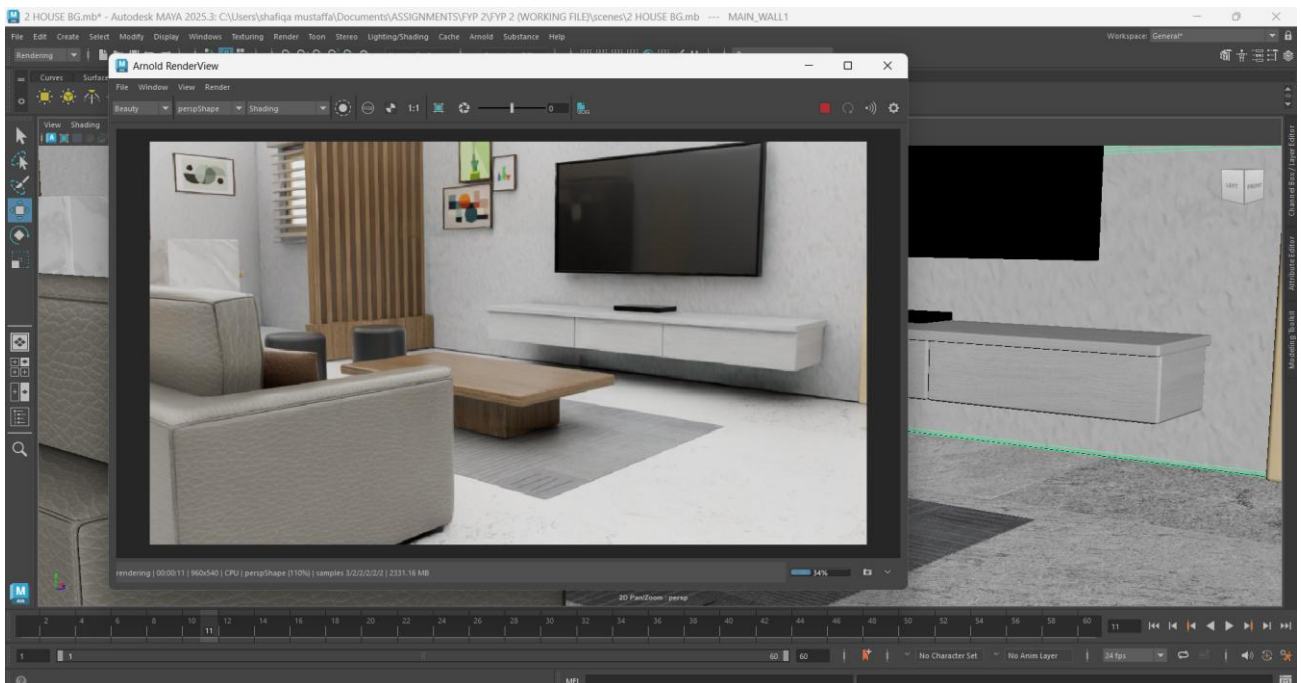 2 HOUSE BG.mb* - Autodesk MAYA 2025.3: C:\Users\shafiqa mustaffa\Documents\ASSIGNMENTS\FYP 2\FYP 2 (WORKING FILE)\scenes\2 HOUSE BG.mb --- MAIN_WALL1
File Edit Create Select Modify Display Windows Texturing Render Toon Stereo Lighting/Shading Cache Arnold Substance Help
Workspace: General*
Rendering
Arnold RenderView
Curves Surfac
File Window View Render
Beauty perspShape Shading 1:1 0
View Shading
LEFT FRONT
Channel Box / Layer Editor
Attribute Editor
Modeling Toolkit
rendering | 00:00:11 | 960x540 | CPU | perspShape (110%) | samples 3/2/2/2/2/2 | 2331.16 MB
34%
2D Pan/Zoom : persp
2 4 6 8 10 12 14 16 18 20 22 24 26 28 30 32 34 36 38 40 42 44 46 48 50 52 54 56 58 60
11
11
1 1 60 60 No Character Set No Anim Layer 24 fps
MEL